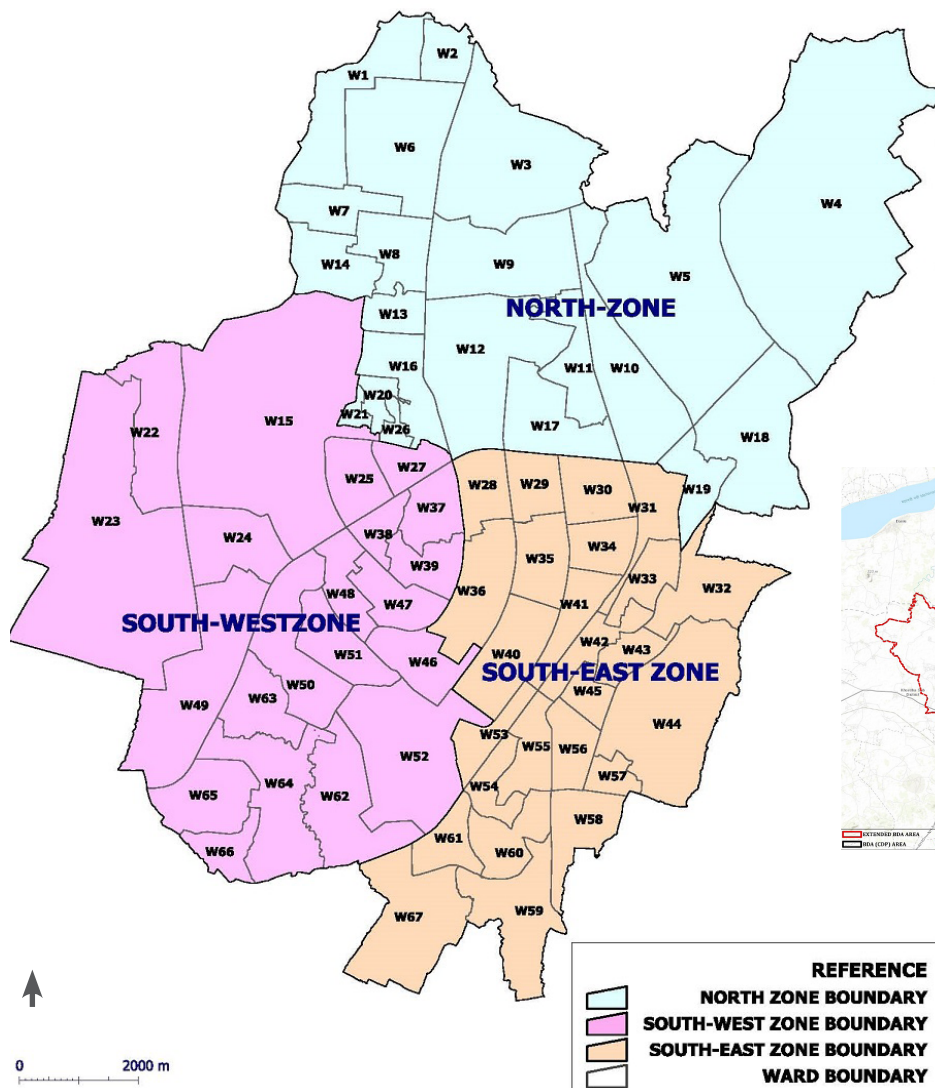 W2
W1
W6
W3
W4
W7
W8
W14
W9
W5
NORTH-ZONE
W13
W12
W16
W11
W10
W20
W21
W26
W17
W15
W22
W18
W27
W25
W28
W29
W30
W19
W31
W37
W23
W24
W38
W34
W35
W39
W33
W32
W36
W48
W47
W41
SOUTH-WESTZONE
W42
W43
W51
W40
W46
SOUTH-EAST ZONE
W50
W63
W45
W49
W44
W53
W55
W56
W52
W57
W54
W64
W65
W62
W58
W61
W66
W60
W67
W59
EXTENDED BDA AREA
BDA (CDP) AREA
REFERENCE
NORTH ZONE BOUNDARY
SOUTH-WEST ZONE BOUNDARY
SOUTH-EAST ZONE BOUNDARY
WARD BOUNDARY
0 2000 m